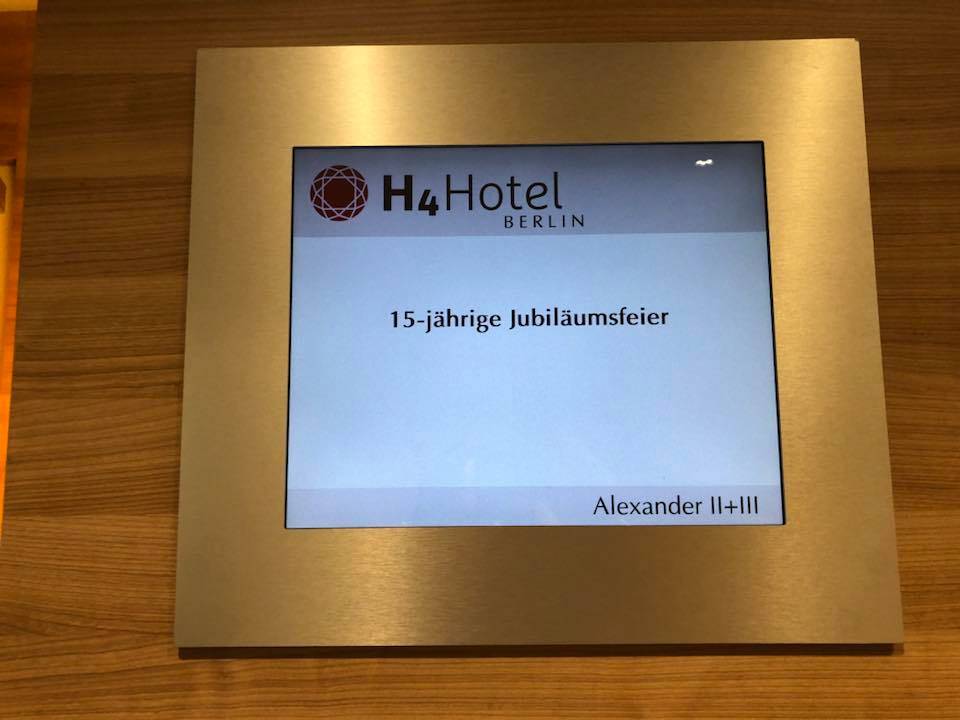 H4Hotel
BERLIN
15-jährige Jubiläumsfeier
Alexander II+III